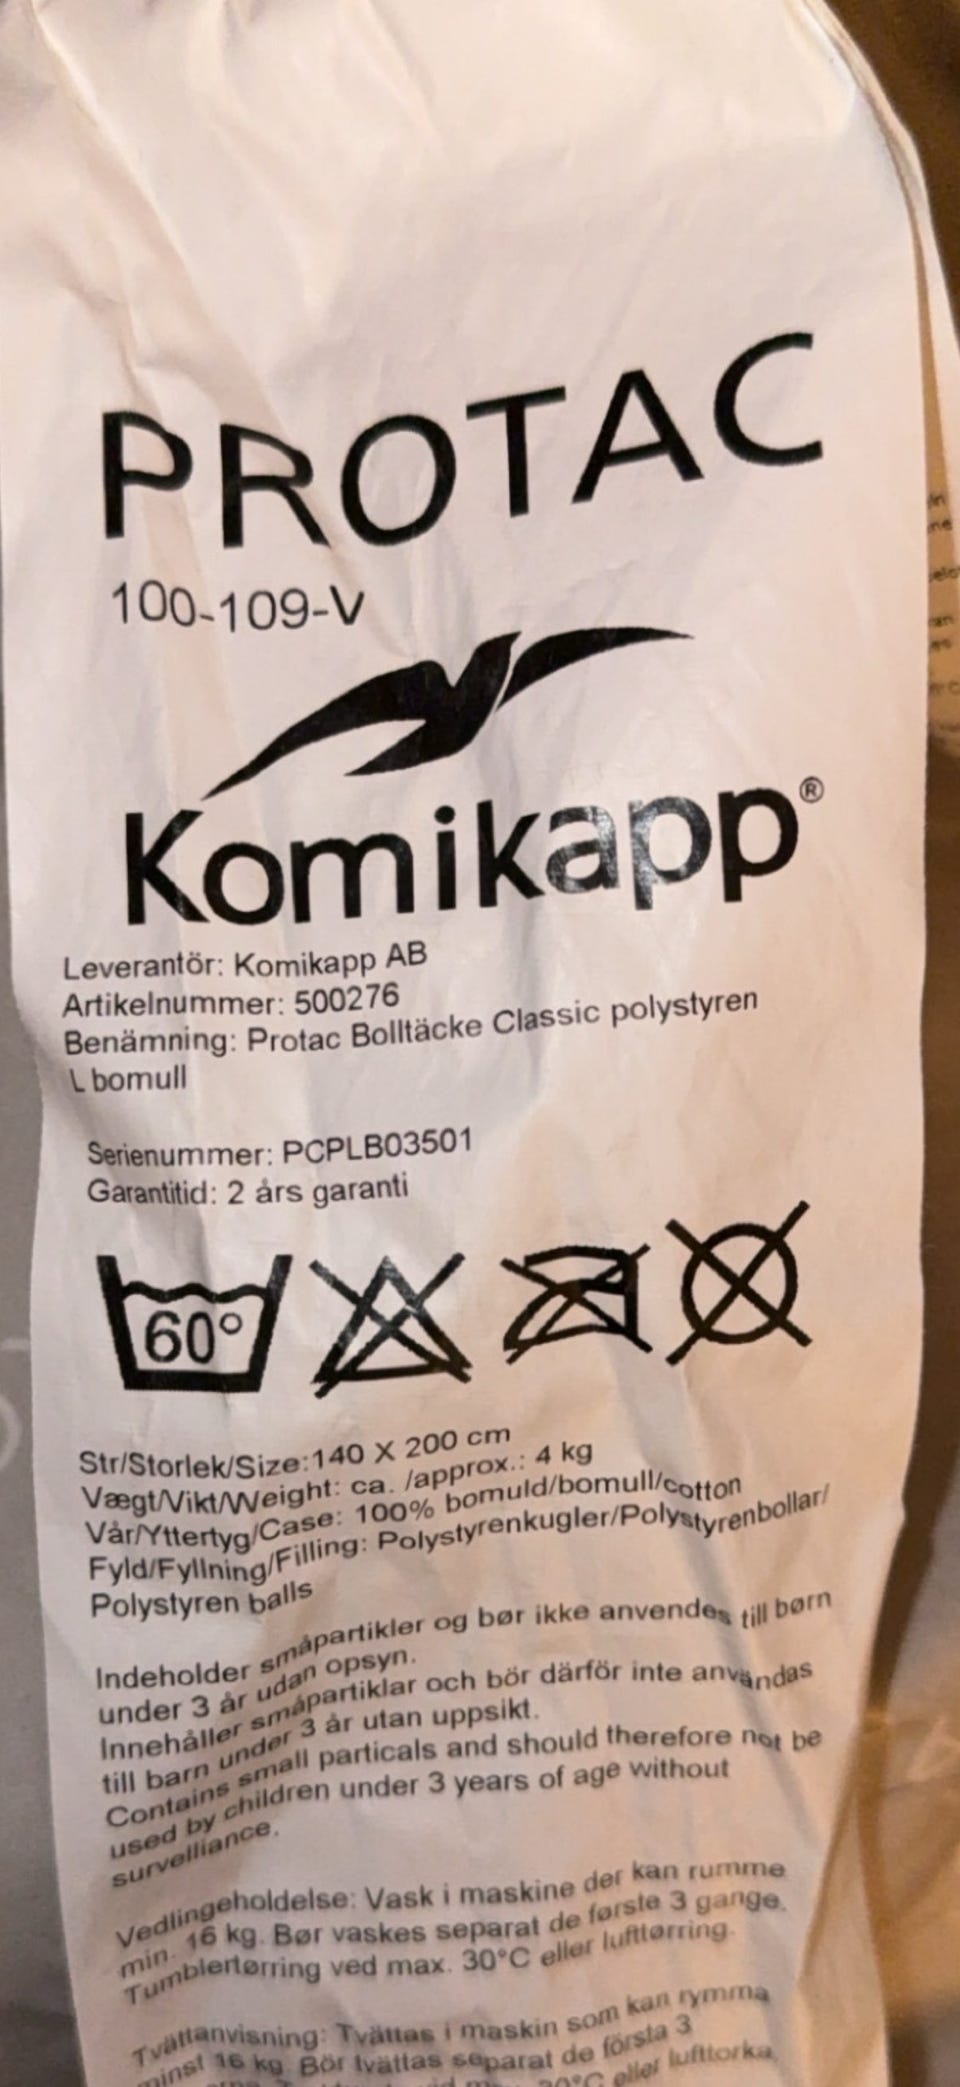 PROTAC
100-109-V
Komikapp®
Leverantör: Komikapp AB
Artikelnummer: 500276
Benämning: Protac Bolltäcke Classic polystyren
L bomull
Serienummer: PCPLB03501
Garantitid: 2 års garanti
60°
Str/Storlek/Size:140 X 200 cm
Vægt/Vikt/Weight: ca. /approx.: 4 kg
Vår/Yttertyg/Case: 100% bomuld/bomull/cotton
Fyld/Fyllning/Filling: Polystyrenkugler/Polystyrenbollar/
Polystyren balls
Indeholder småpartikler og bør ikke anvendes till børn
under 3 år udan opsyn.
Innehåller småpartiklar och bör därför inte användas
till barn under 3 år utan uppsikt.
Contains small particals and should therefore not be
used by children under 3 years of age without
survelliance.
Vedlingeholdelse: Vask i maskine der kan rumme
min. 16 kg. Bør vaskes separat de første 3 gange.
Tumblertørring ved max. 30°C eller lufttørring.
Tvättanvisning: Tvättas i maskin som kan rymma
minst 16 kg. Bör tvättas separat de första 3
30°C eller lufttorka